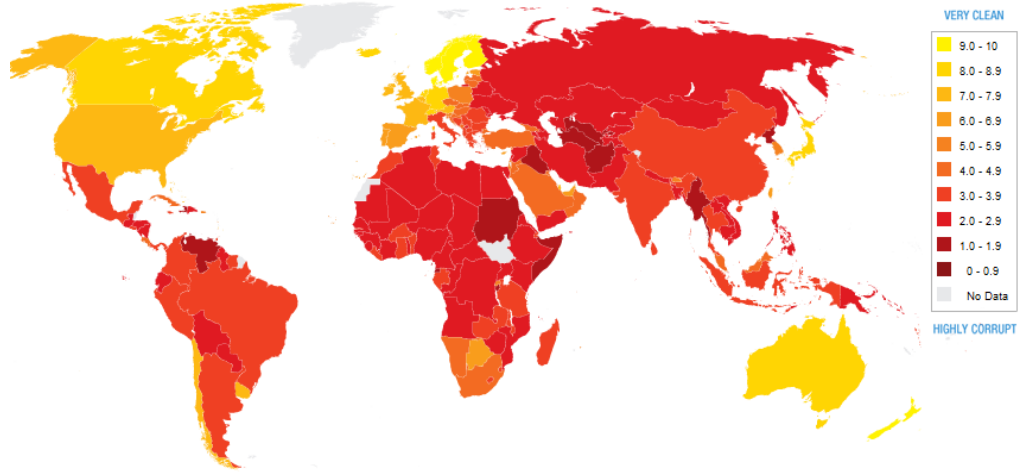 VERY CLEAN
9.0 - 10
8.0 - 8.9
7.0 - 7.9
6.0 - 6.9
5.0 - 5.9
4.0 - 4.9
3.0 - 3.9
2.0 - 2.9
1.0 - 1.9
0 - 0.9
No Data
HIGHLY CORRUPT